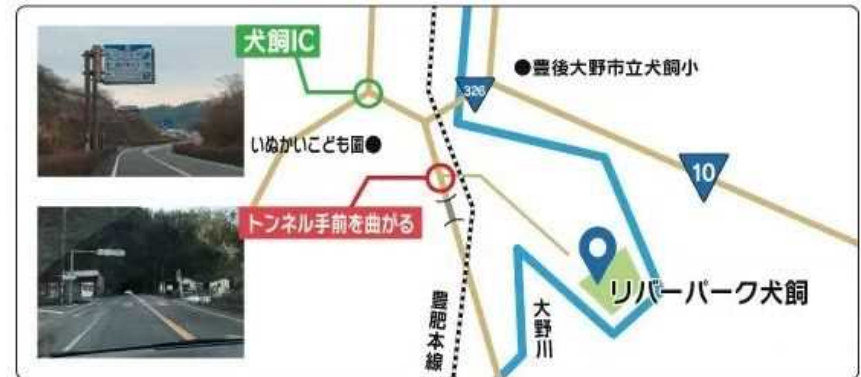 犬飼IC
326
●豊後大野市立犬飼小
いぬかいこども園●
10
トンネル手前を曲がる
リバーパーク犬飼
豊肥本線
大野川